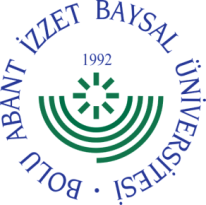 BOLU ABANT İZZET BAYSAL ÜNİVERSİTESİ
1992